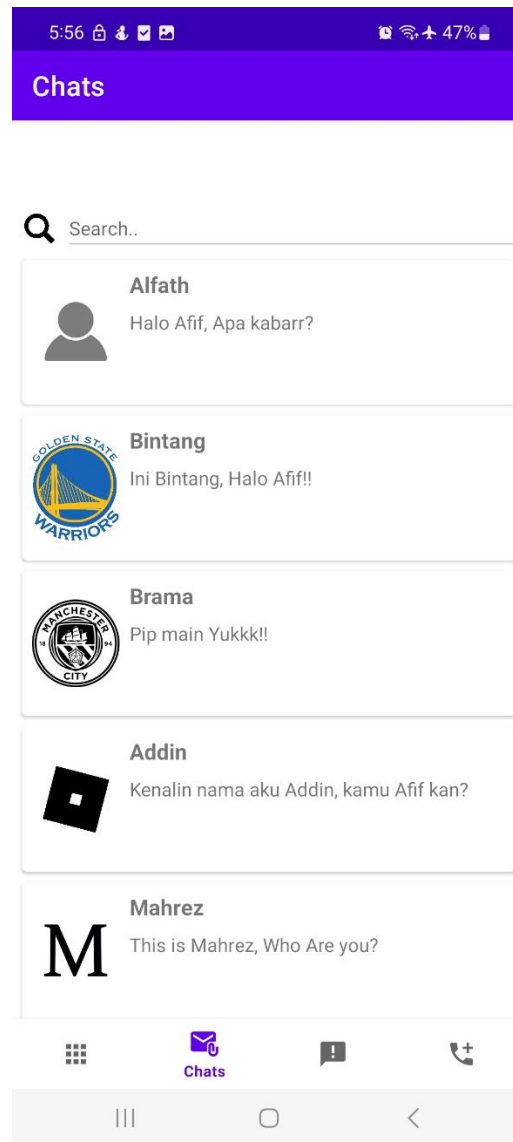 5:56 47%
Chats
Search..
Alfath
Halo Afif, Apa kabarr?
GOLDEN STATE
WARRIORS
Bintang
Ini Bintang, Halo Afif!!
MANCHESTER
18 94
CITY
Brama
Pip main Yukkk!!
Addin
Kenalin nama aku Addin, kamu Afif kan?
M
Mahrez
This is Mahrez, Who Are you?
Chats